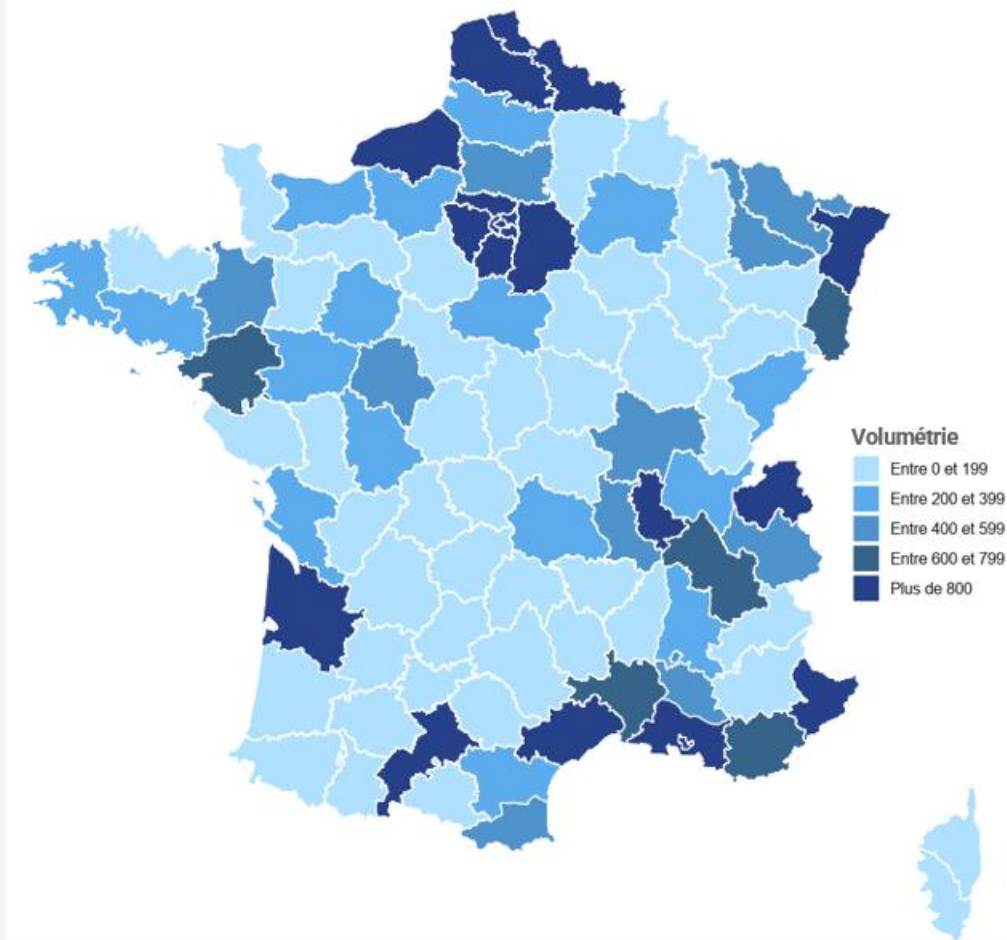 Volumétrie
Entre 0 et 199
Entre 200 et 399
Entre 400 et 599
Entre 600 et 799
Plus de 800